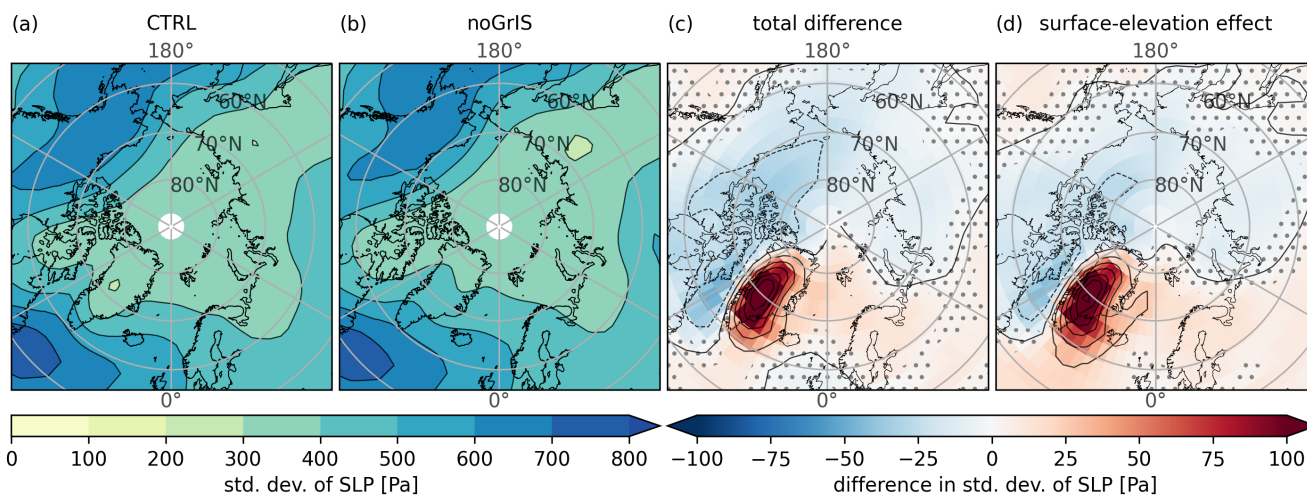 (a) CTRL (b) noGrIS (c) total difference (d) surface-elevation effect
180° 180° 180° 180°
60°N 60°N 60°N 60°N
70°N 70°N 70°N 70°N
80°N 80°N 80°N 80°N
0° 0° 0° 0°
0 100 200 300 400 500 600 700 800 −100 −75 −50 −25 0 25 50 75 100
std. dev. of SLP [Pa] difference in std. dev. of SLP [Pa]